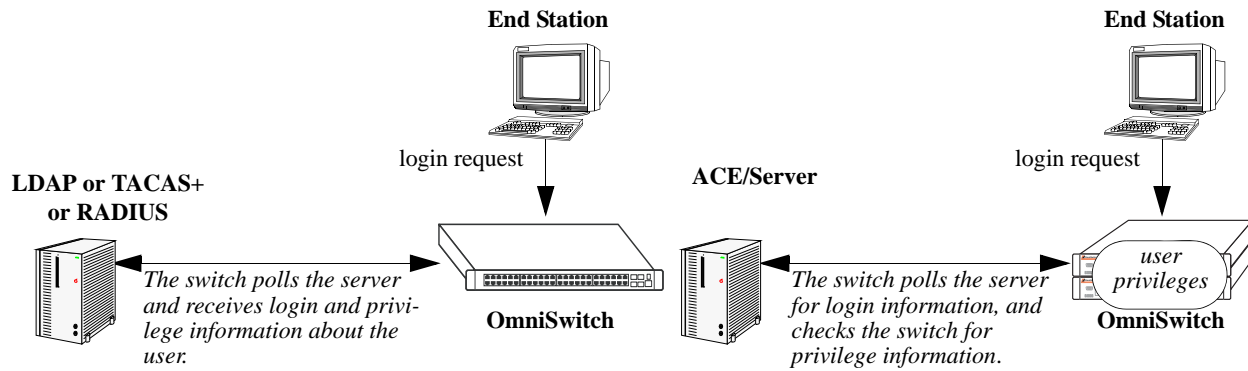 End Station
login request
LDAP or TACAS+
or RADIUS
The switch polls the server
and receives login and privi-
lege information about the
user.
OmniSwitch
End Station
login request
ACE/Server
The switch polls the server
for login information, and
checks the switch for
privilege information.
user
privileges
OmniSwitch